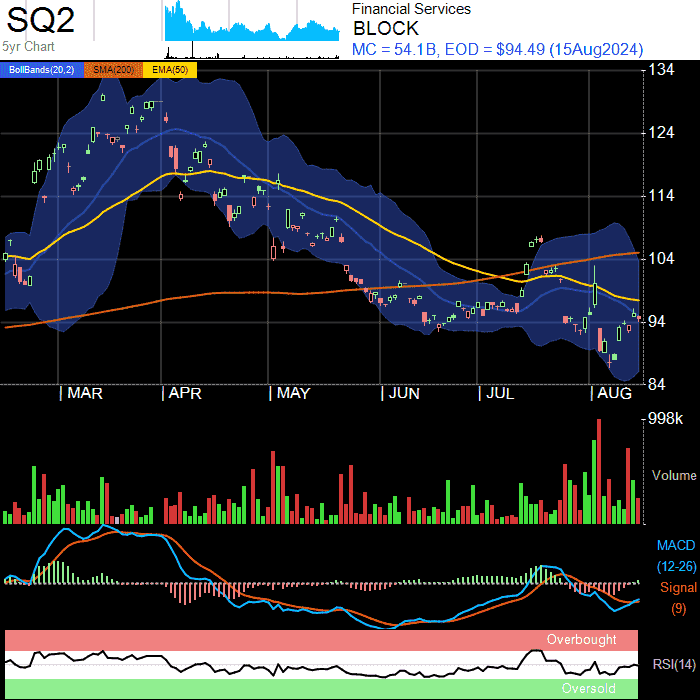 SQ2
5yr Chart
Financial Services
BLOCK
MC = 54.1B, EOD = $94.49 (15Aug2024)
BollBands(20,2) SMA(200) EMA(50)
134
124
114
104
94
84
MAR APR MAY JUN JUL AUG
998k
Volume
MACD
(12-26)
Signal
(9)
Overbought
RSI(14)
Oversold